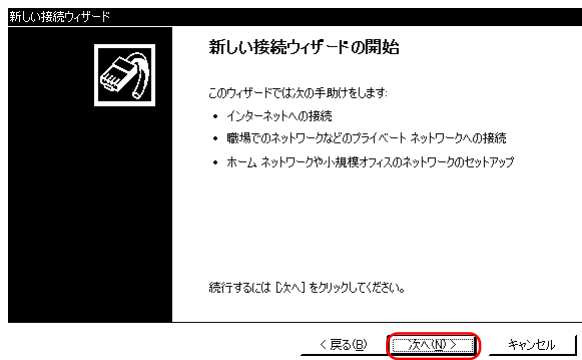 新しい接続ウィザード
新しい接続ウィザードの開始
このウィザードでは次の手助けをします:
• インターネットへの接続
• 職場でのネットワークなどのプライベート ネットワークへの接続
• ホーム ネットワークや小規模オフィスのネットワークのセットアップ
続行するには [次へ] をクリックしてください。
< 戻る(B) 次へ(N) > キャンセル